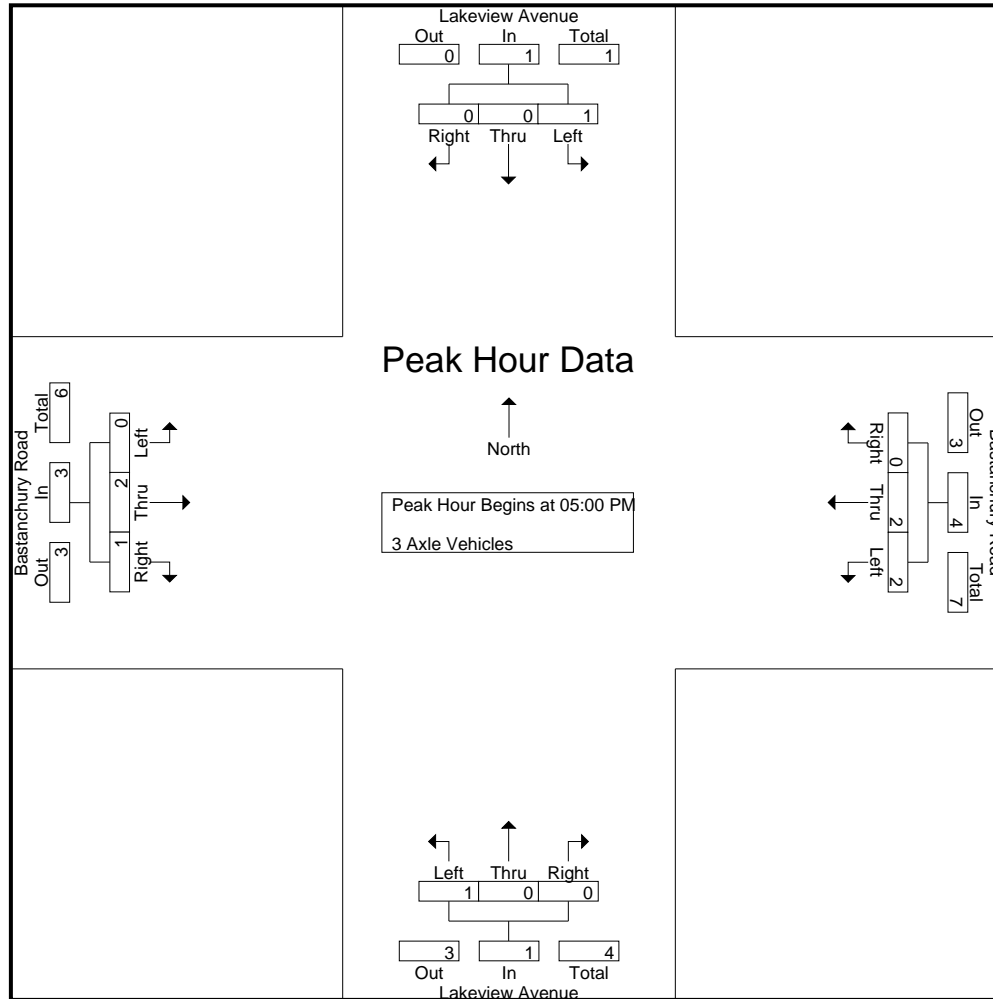 Lakeview Avenue
Out In Total
0 1 1
0 0 1
Right Thru Left
Peak Hour Data
North
Peak Hour Begins at 05:00 PM
3 Axle Vehicles
Bastanchury Road
Total In Out
6 3 3
0 2 1
Left Thru Right
Right Thru Left
0 2 2
3 4 7
Out In Total
Bastanchury Road
Left Thru Right
1 0 0
3 1 4
Out In Total
Lakeview Avenue